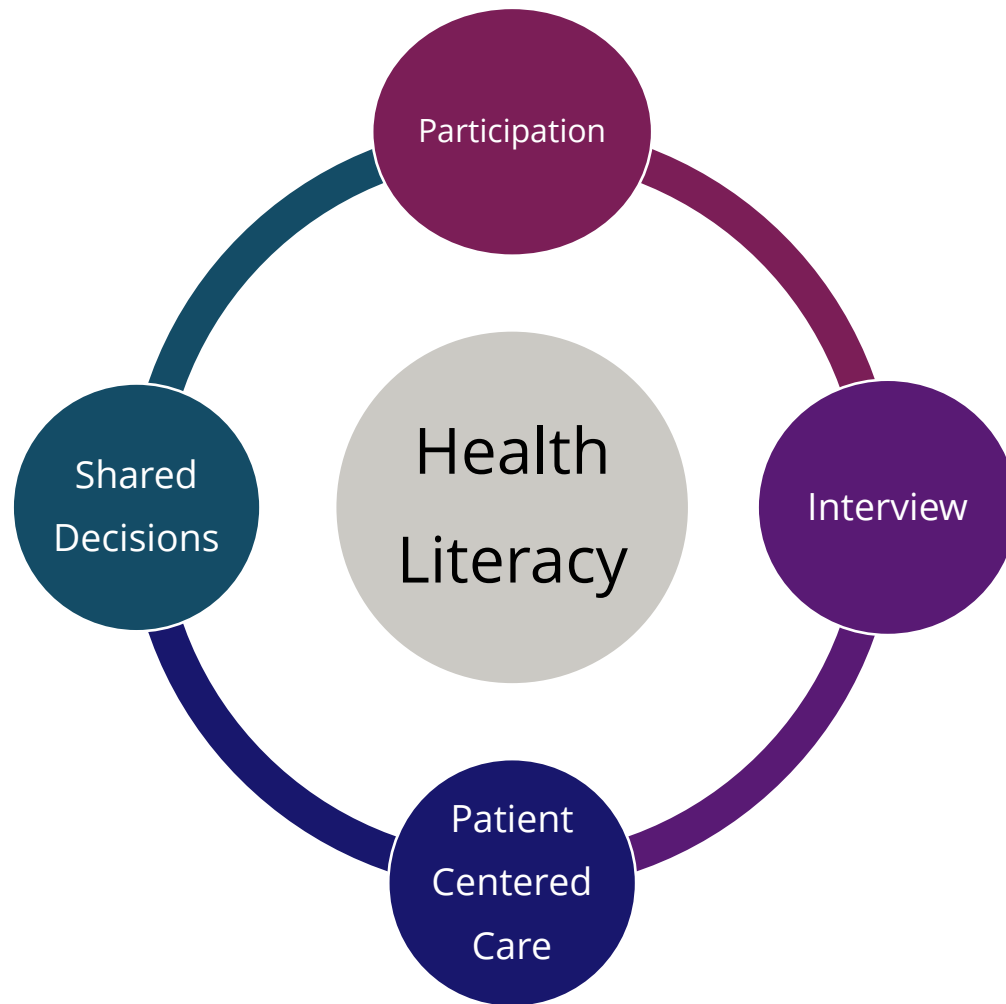 Participation
Health
Literacy
Shared
Decisions
Interview
Patient
Centered
Care